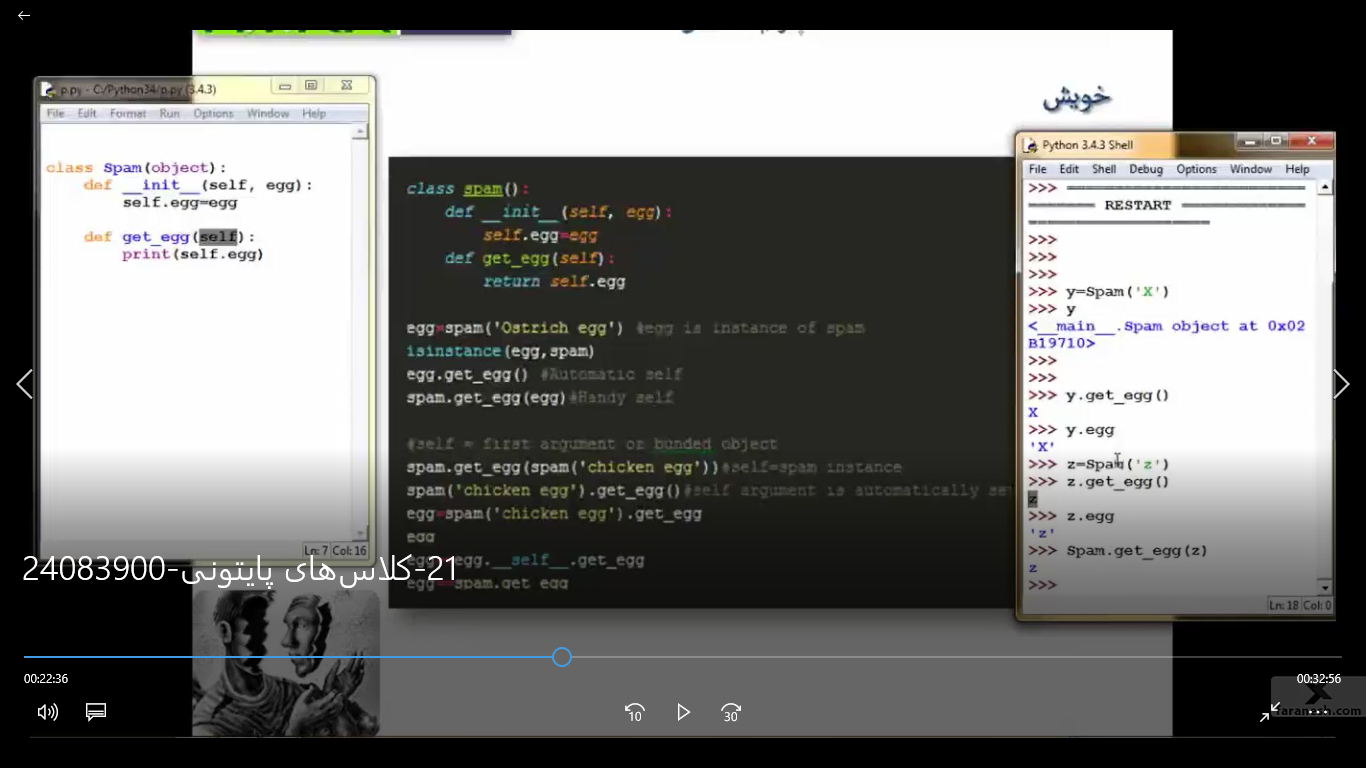 خویش
p.py - C:/Python34/p.py (3.4.3)
File Edit Format Run Options Window Help
class Spam(object):
    def __init__(self, egg):
        self.egg=egg
    def get_egg(self):
        print(self.egg)
Ln: 7 Col: 16
class spam():
    def __init__(self, egg):
        self.egg=egg
    def get_egg(self):
        return self.egg
egg=spam('Ostrich egg') #egg is instance of spam
isinstance(egg,spam)
egg.get_egg() #Automatic self
spam.get_egg(egg)#Handy self
#self = first argument or bunded object
spam.get_egg(spam('chicken egg'))#self=spam instance
spam('chicken egg').get_egg()#self argument is automatically
egg=spam('chicken egg').get_egg
egg
egg=egg.__self__.get_egg
egg==spam.get_egg
Python 3.4.3 Shell
File Edit Shell Debug Options Window Help
>>> ================================
======== RESTART ================
========================
>>>
>>>
>>>
>>> y=Spam('X')
>>> y
<__main__.Spam object at 0x02
B19710>
>>>
>>>
>>> y.get_egg()
X
>>> y.egg
'X'
>>> z=Spam('z')
>>> z.get_egg()
z
>>> z.egg
'z'
>>> Spam.get_egg(z)
z
>>>
Ln: 18 Col: 0
21-کلاس‌های پایتونی-24083900
00:22:36
00:32:56
10
30
faranesh.com